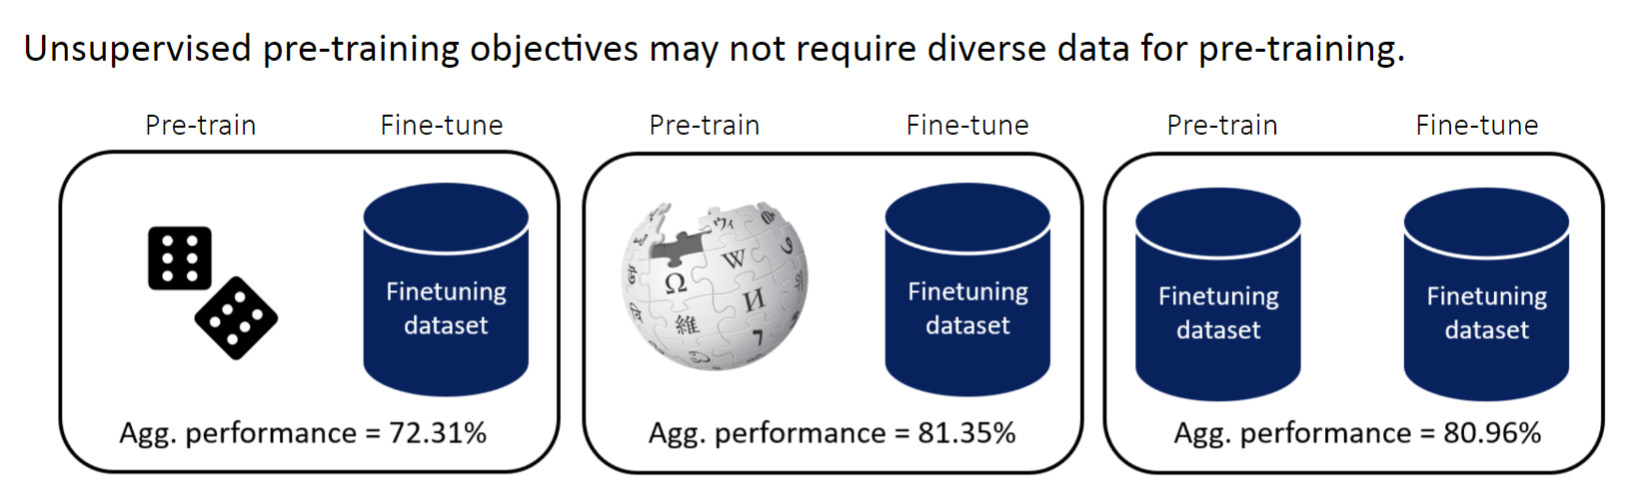 Unsupervised pre-training objectives may not require diverse data for pre-training.
Pre-train Fine-tune
Pre-train Fine-tune
Pre-train Fine-tune
Finetuning
dataset
Agg. performance = 72.31%
Ω W И 維 ウィ
Finetuning
dataset
Agg. performance = 81.35%
Finetuning
dataset
Finetuning
dataset
Agg. performance = 80.96%